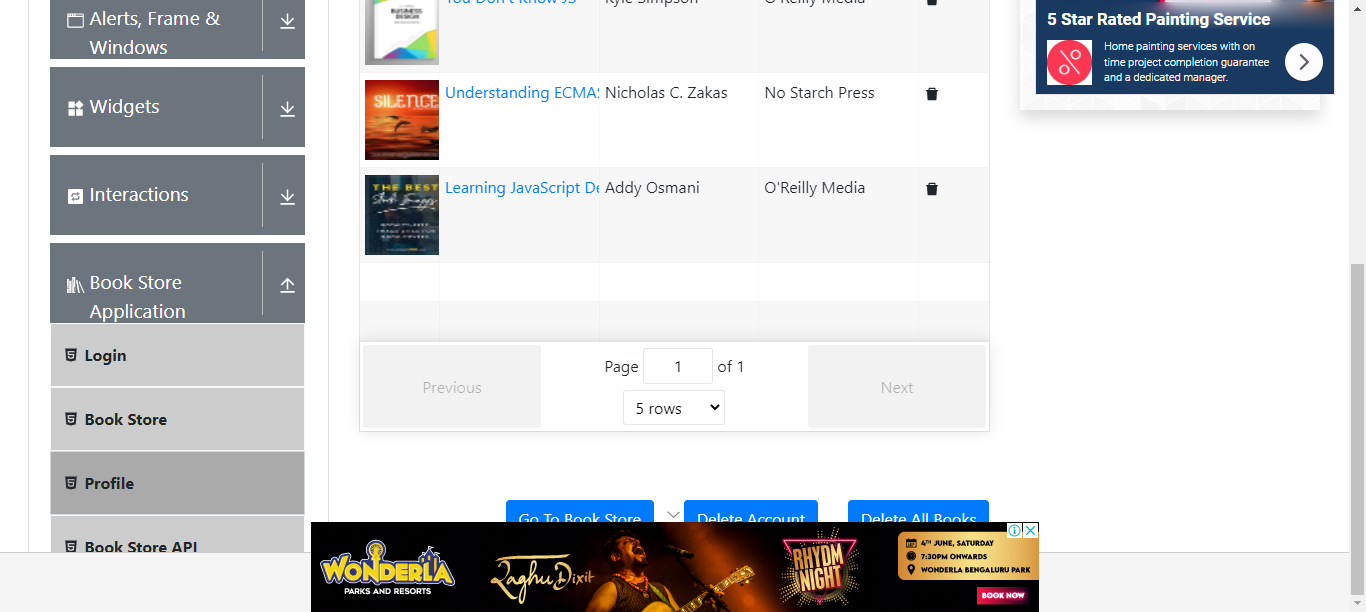 Alerts, Frame &
Windows
Widgets
Interactions
Book Store
Application
Login
Book Store
Profile
Book Store API
You Don't Know JS Kyle Simpson O'Reilly Media
BUSINESS
DESIGN
SILENCE
Understanding ECMAS Nicholas C. Zakas No Starch Press
THE BEST
Learning JavaScript De Addy Osmani O'Reilly Media
Previous
Page 1 of 1
5 rows
Next
Go To Book Store Delete Account Delete All Books
5 Star Rated Painting Service
Home painting services with on
time project completion guarantee
and a dedicated manager.
WONDERLA
PARKS AND RESORTS
Raghu Dixit
RHYDM
NIGHT
4TH JUNE, SATURDAY
7:30PM ONWARDS
WONDERLA BENGALURU PARK
BOOK NOW